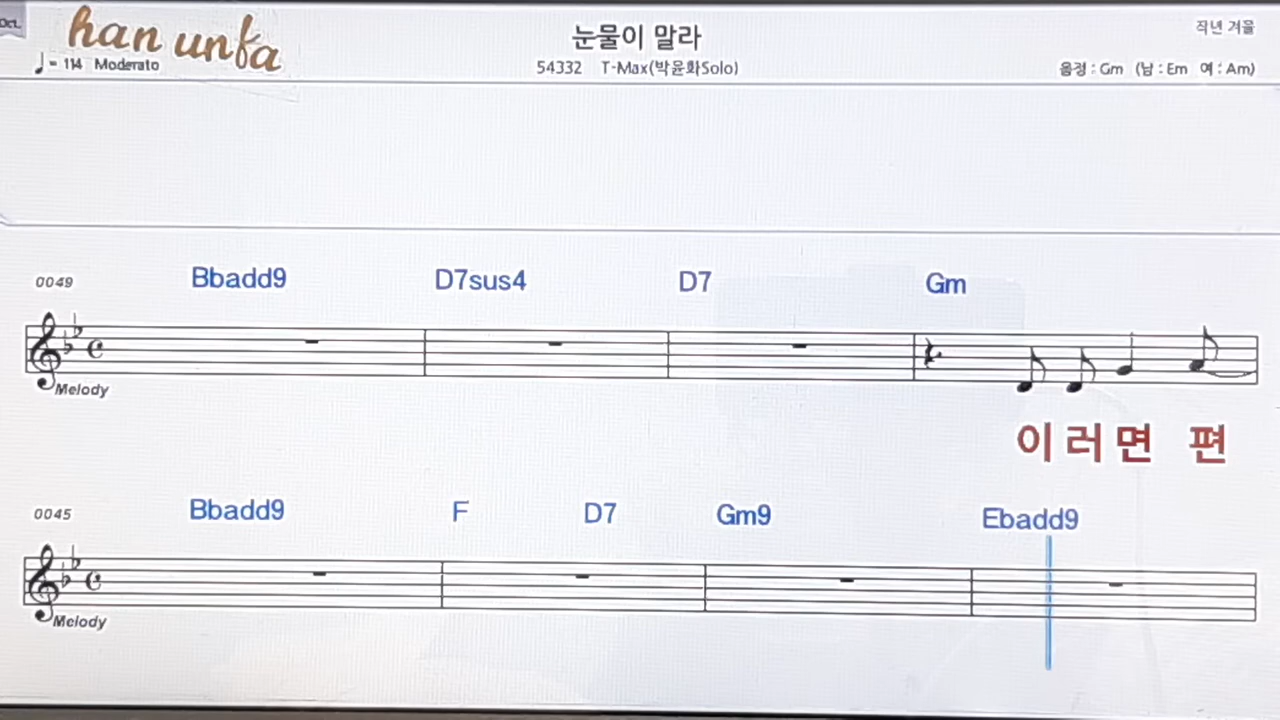 Oct.
han unfa
♩= 114 Moderato
눈물이 말라
54332 T-Max(박윤화Solo)
작년 겨울
음정 : Gm (남 : Em 여 : Am)
0049 Bbadd9 D7sus4 D7 Gm
Melody
이러면 편
0045 Bbadd9 F D7 Gm9 Ebadd9
Melody